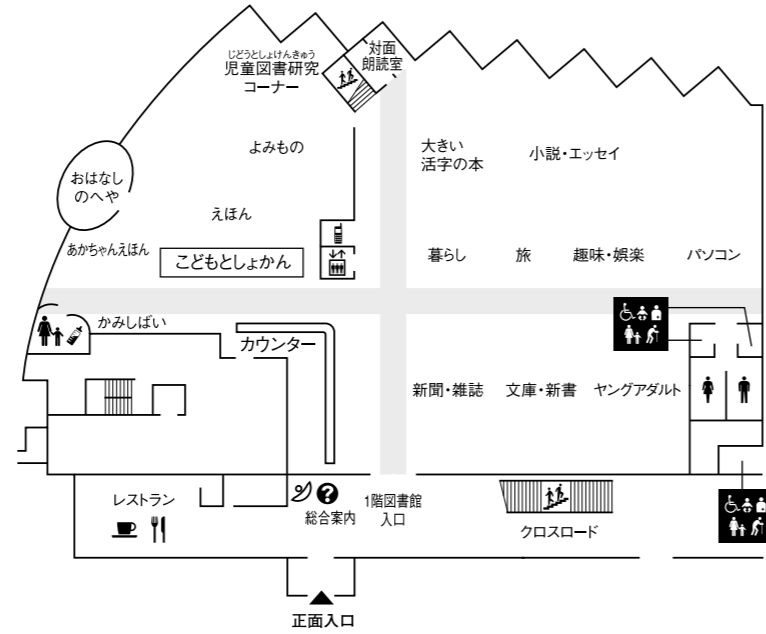 じどうとしょけんきゅう
児童図書研究
コーナー
対面
朗読室
よみもの
大きい
活字の本
小説・エッセイ
おはなし
のへや
えほん
あかちゃんえほん
こどもとしょかん
暮らし
旅
趣味・娯楽
パソコン
かみしばい
カウンター
新聞・雑誌
文庫・新書
ヤングアダルト
レストラン
?
総合案内
1階図書館
入口
クロスロード
正面入口